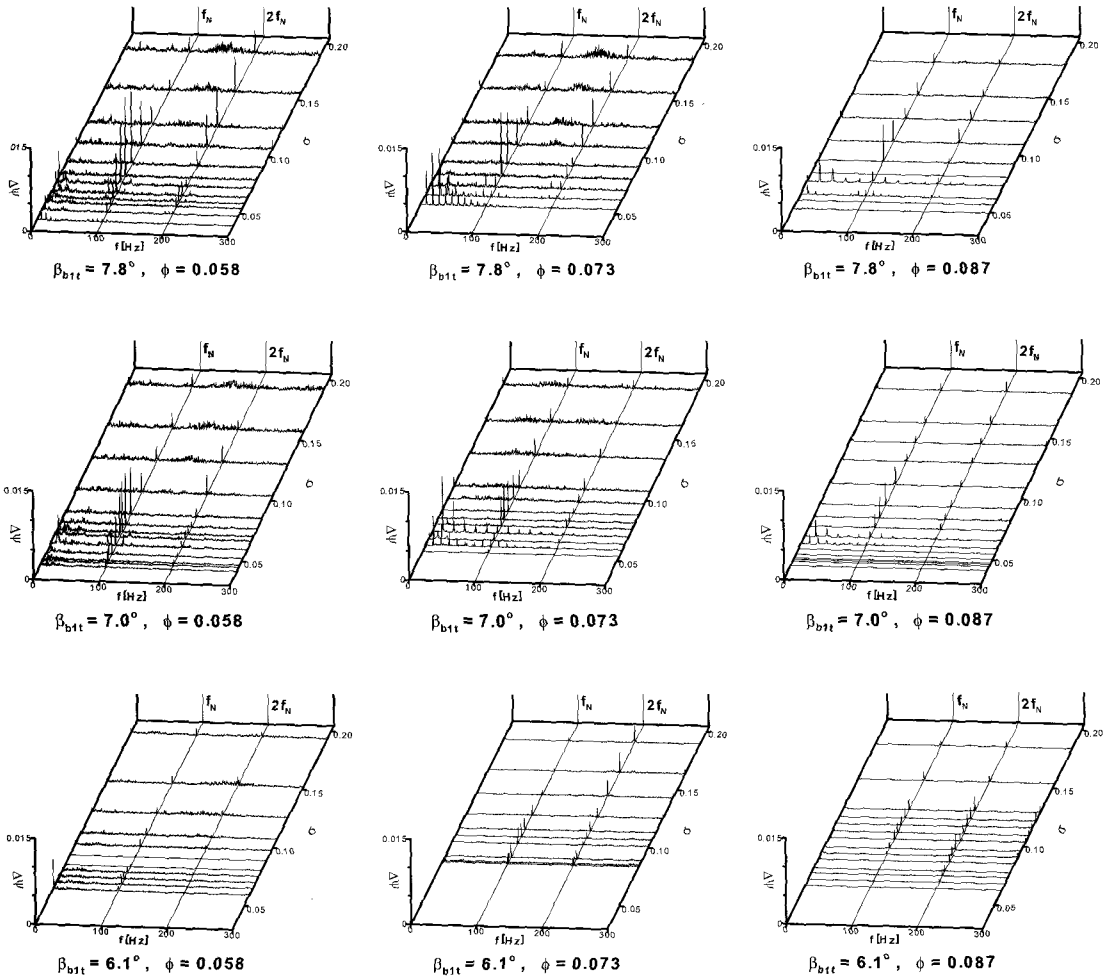 f_N 2f_N f_N 2f_N f_N 2f_N
0.20 0.20 0.20
0.15 0.15 0.15
0.10 σ 0.10 σ 0.10 σ
.015 0.015 0.015
0.05 0.05 0.05
ψ ψ ψ
0 100 200 300 0 100 200 300 0 100 200 300
f[Hz] f[Hz] f[Hz]
β_b1t = 7.8°, φ = 0.058 β_b1t = 7.8°, φ = 0.073 β_b1t = 7.8°, φ = 0.087
f_N 2f_N f_N 2f_N f_N 2f_N
0.20 0.20 0.20
0.15 0.15 0.15
0.10 σ 0.10 σ 0.10 σ
0.015 0.015 0.015
0.05 0.05 0.05
ψ ψ ψ
0 100 200 300 0 100 200 300 0 100 200 300
f[Hz] f[Hz] f[Hz]
β_b1t = 7.0°, φ = 0.058 β_b1t = 7.0°, φ = 0.073 β_b1t = 7.0°, φ = 0.087
f_N 2f_N f_N 2f_N f_N 2f_N
0.20 0.20 0.20
0.15 0.15 0.15
0.10 σ 0.10 σ 0.10 σ
0.015 0.015 0.015
0.05 0.05 0.05
ψ ψ ψ
0 100 200 300 0 100 200 300 0 100 200 300
f[Hz] f[Hz] f[Hz]
β_b1t = 6.1°, φ = 0.058 β_b1t = 6.1°, φ = 0.073 β_b1t = 6.1°, φ = 0.087